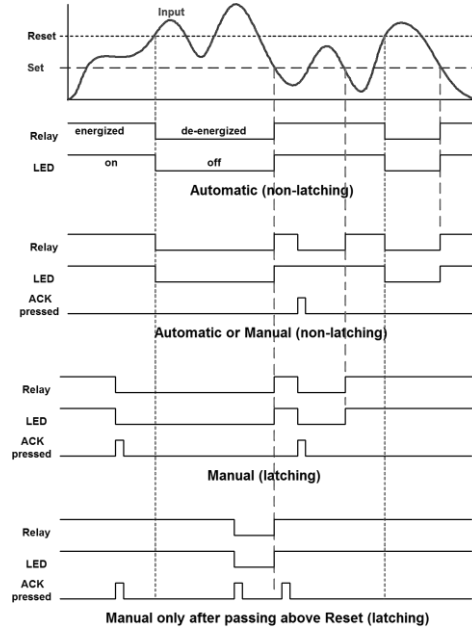 Input
Reset
Set
energized
de-energized
Relay
on
off
LED
Automatic (non-latching)
Relay
LED
ACK
pressed
Automatic or Manual (non-latching)
Relay
LED
ACK
pressed
Manual (latching)
Relay
LED
ACK
pressed
Manual only after passing above Reset (latching)